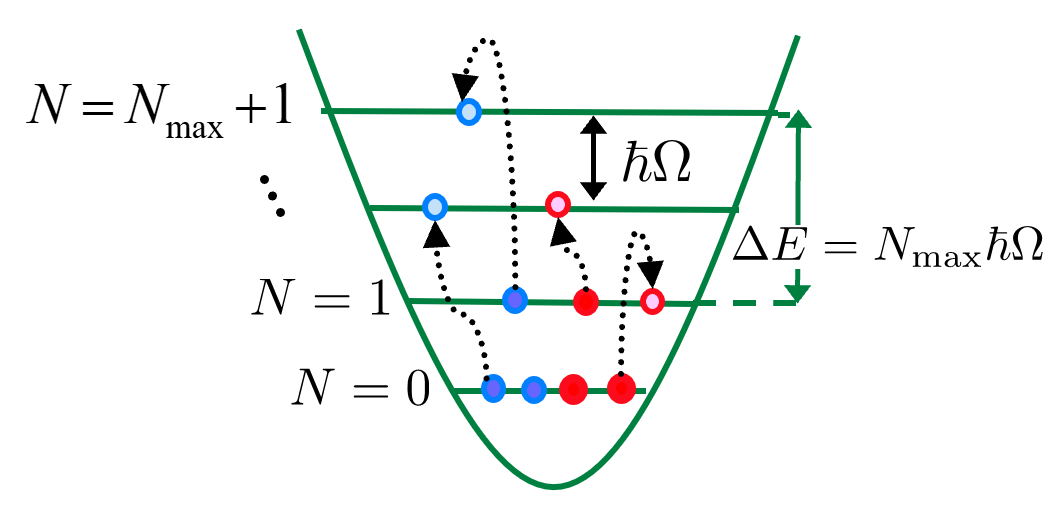 N = N_max + 1
ħΩ
ΔE = N_max ħΩ
N = 1
N = 0